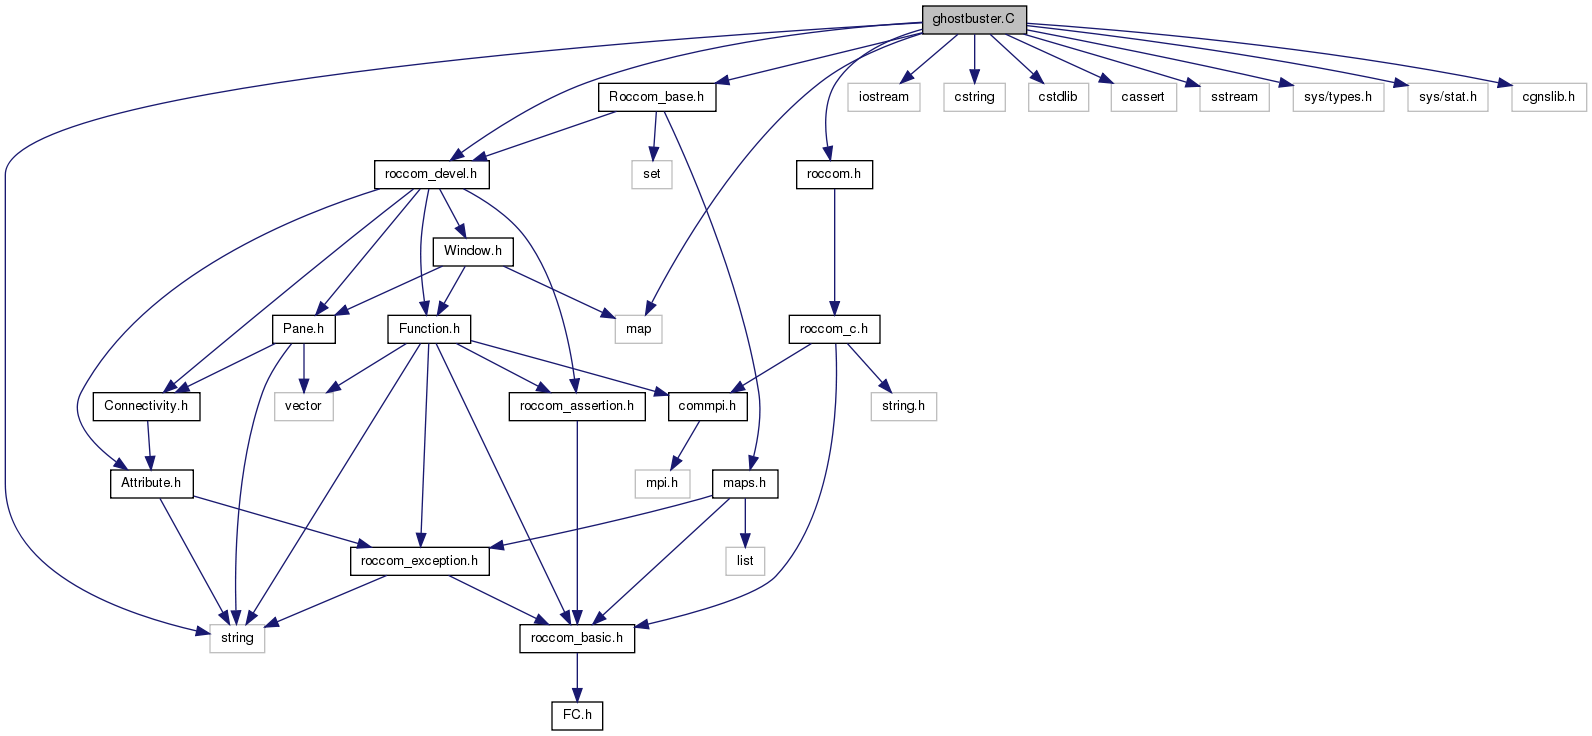 ghostbuster.C
Roccom_base.h
iostream
cstring
cstdlib
cassert
sstream
sys/types.h
sys/stat.h
cgnslib.h
roccom_devel.h
set
roccom.h
Window.h
Pane.h
Function.h
map
roccom_c.h
Connectivity.h
vector
roccom_assertion.h
commpi.h
string.h
Attribute.h
mpi.h
maps.h
roccom_exception.h
list
string
roccom_basic.h
FC.h